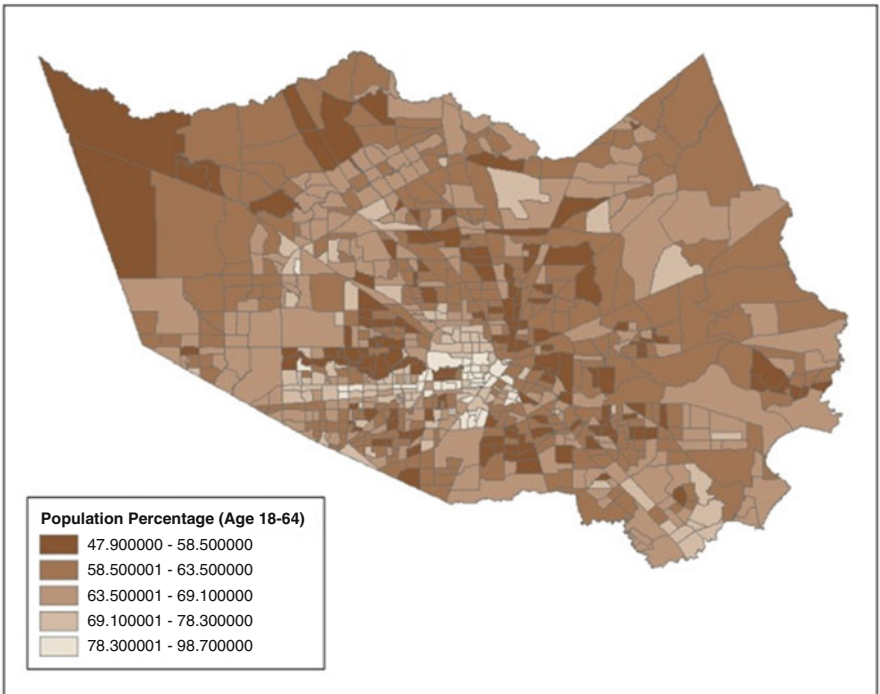 Population Percentage (Age 18-64)
47.900000 - 58.500000
58.500001 - 63.500000
63.500001 - 69.100000
69.100001 - 78.300000
78.300001 - 98.700000